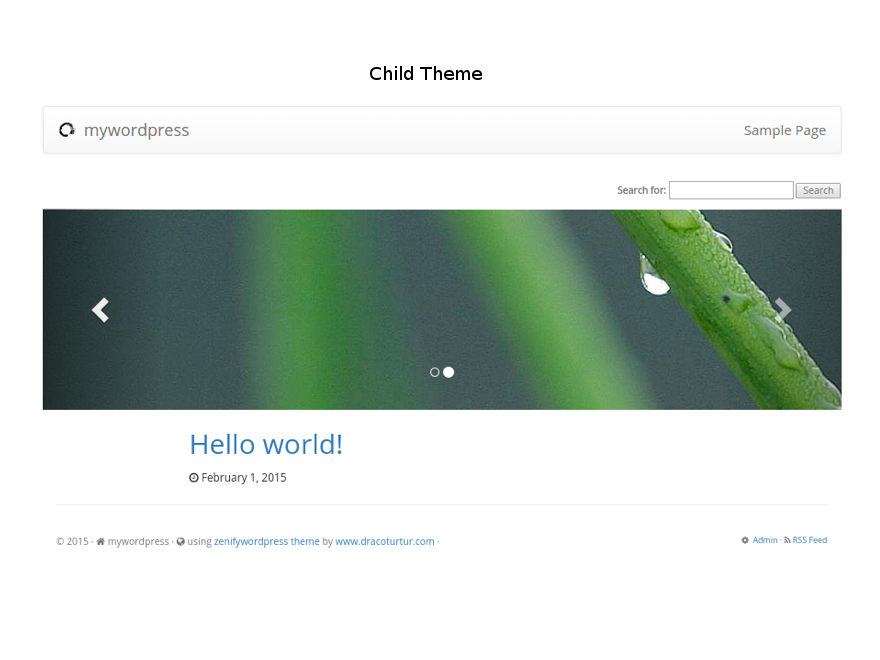 Child Theme
mywordpress
Sample Page
Search for: Search
Hello world!
February 1, 2015
© 2015 · mywordpress · using zenifywordpress theme by www.dracoturtur.com ·
Admin · RSS Feed